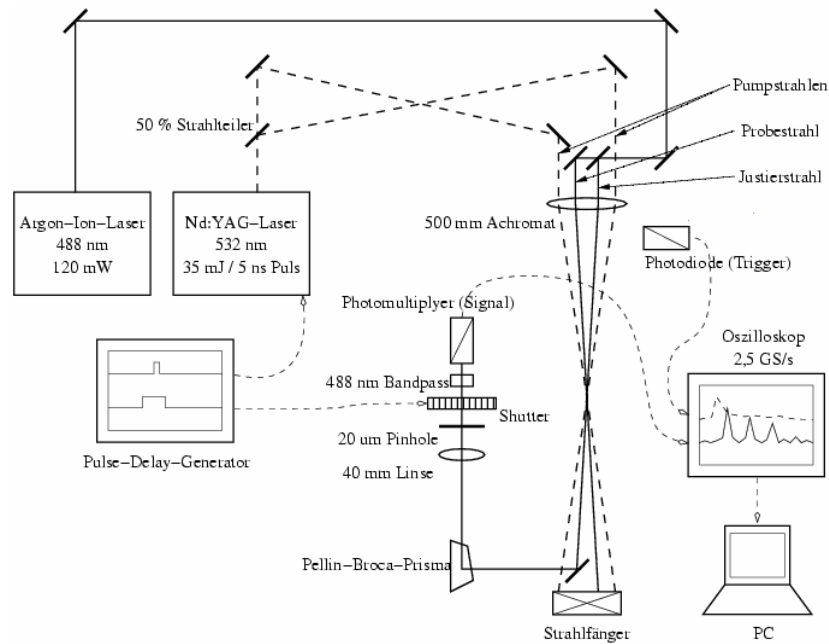 Pumpstrahlen
50 % Strahlteiler
Probestrahl
Justierstrahl
Argon–Ion–Laser
488 nm
120 mW
Nd:YAG–Laser
532 nm
35 mJ / 5 ns Puls
500 mm Achromat
Photodiode (Trigger)
Photomultiplyer (Signal)
Oszilloskop
2,5 GS/s
488 nm Bandpass
Shutter
20 um Pinhole
40 mm Linse
Pulse–Delay–Generator
Pellin–Broca–Prisma
Strahlfänger
PC